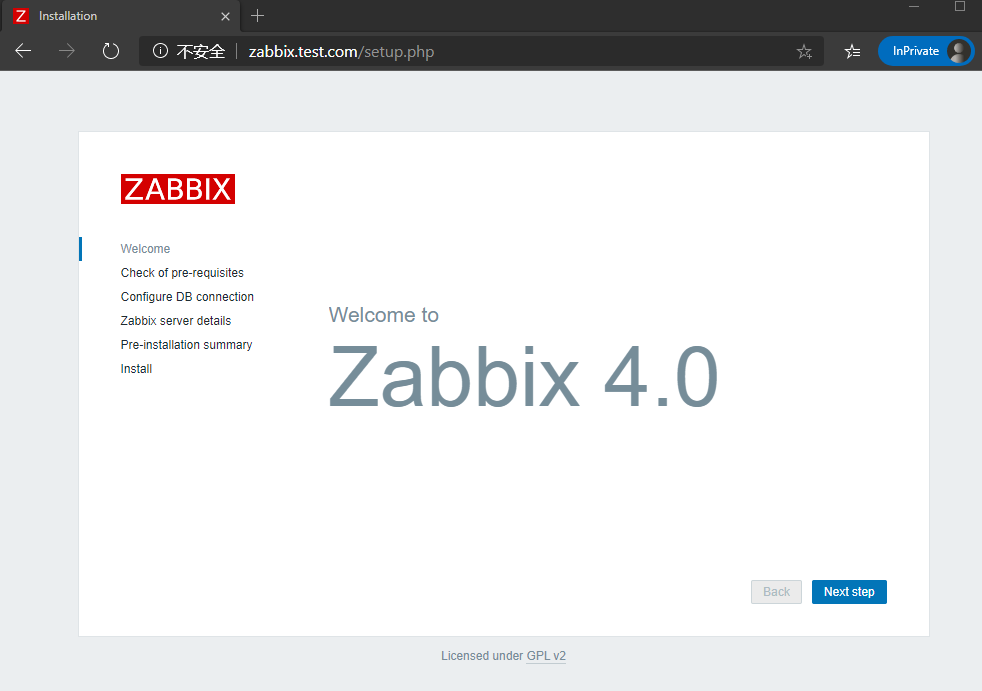 Z Installation
不安全 zabbix.test.com/setup.php InPrivate
ZABBIX
Welcome
Check of pre-requisites
Configure DB connection
Zabbix server details
Pre-installation summary
Install
Welcome to
Zabbix 4.0
Back Next step
Licensed under GPL v2